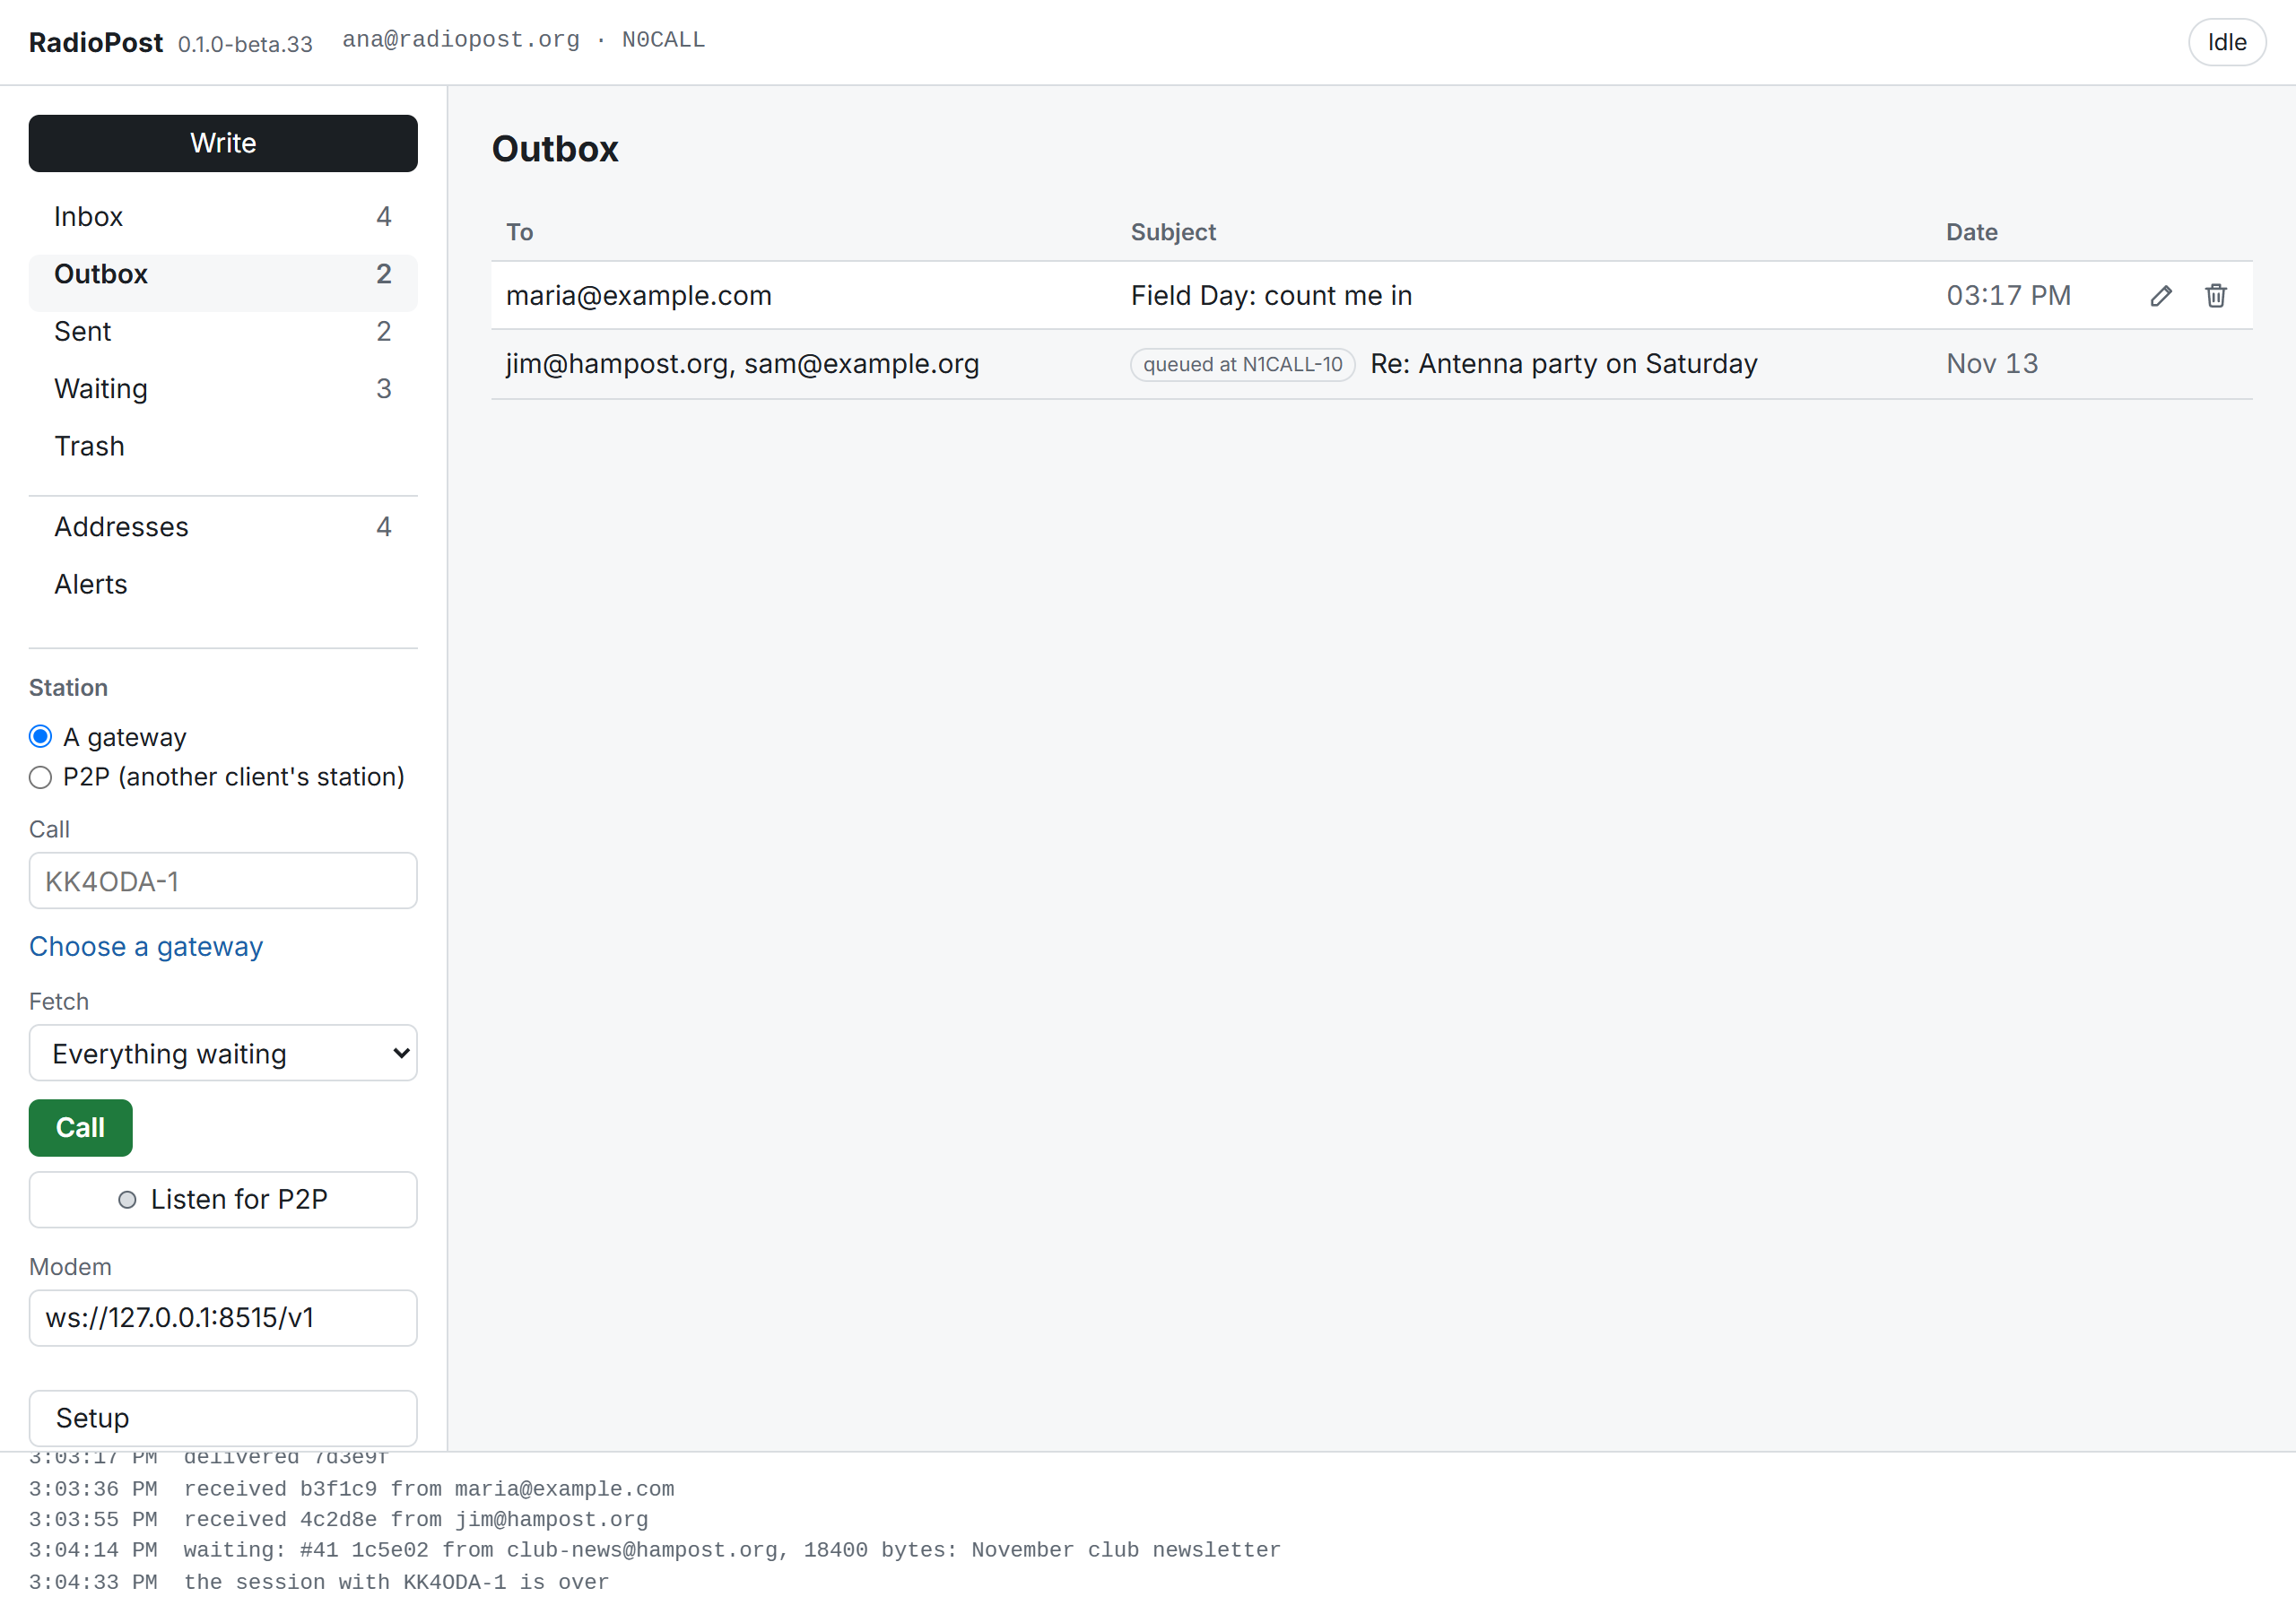 RadioPost 0.1.0-beta.33 ana@radiopost.org · N0CALL
Idle
Write
Inbox 4
Outbox 2
Sent 2
Waiting 3
Trash
Addresses 4
Alerts
Station
A gateway
P2P (another client's station)
Call
KK4ODA-1
Choose a gateway
Fetch
Everything waiting
Call
Listen for P2P
Modem
ws://127.0.0.1:8515/v1
Setup
Outbox
To Subject Date
maria@example.com Field Day: count me in 03:17 PM
jim@hampost.org, sam@example.org queued at N1CALL-10 Re: Antenna party on Saturday Nov 13
3:03:17 PM delivered 7d3e9f
3:03:36 PM received b3f1c9 from maria@example.com
3:03:55 PM received 4c2d8e from jim@hampost.org
3:04:14 PM waiting: #41 1c5e02 from club-news@hampost.org, 18400 bytes: November club newsletter
3:04:33 PM the session with KK4ODA-1 is over